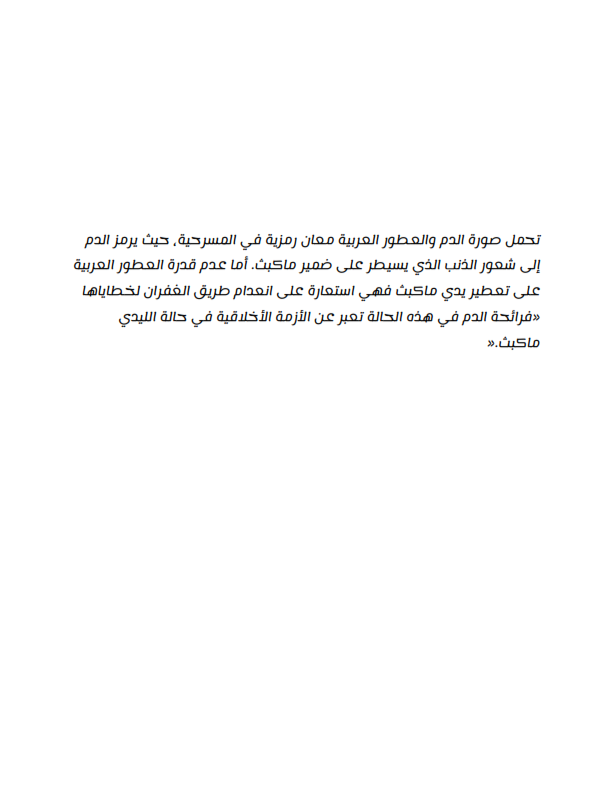 تحمل صورة الدم والعطور العربية معان رمزية في المسرحية، حيث يرمز الدم
إلى شعور الذنب الذي يسيطر على ضمير ماكبث. أما عدم قدرة العطور العربية
على تعطير يدي ماكبث فهي استعارة على انعدام طريق الغفران لخطاياها
«فرائحة الدم في هذه الحالة تعبر عن الأزمة الأخلاقية في حالة الليدي
ماكبث.»